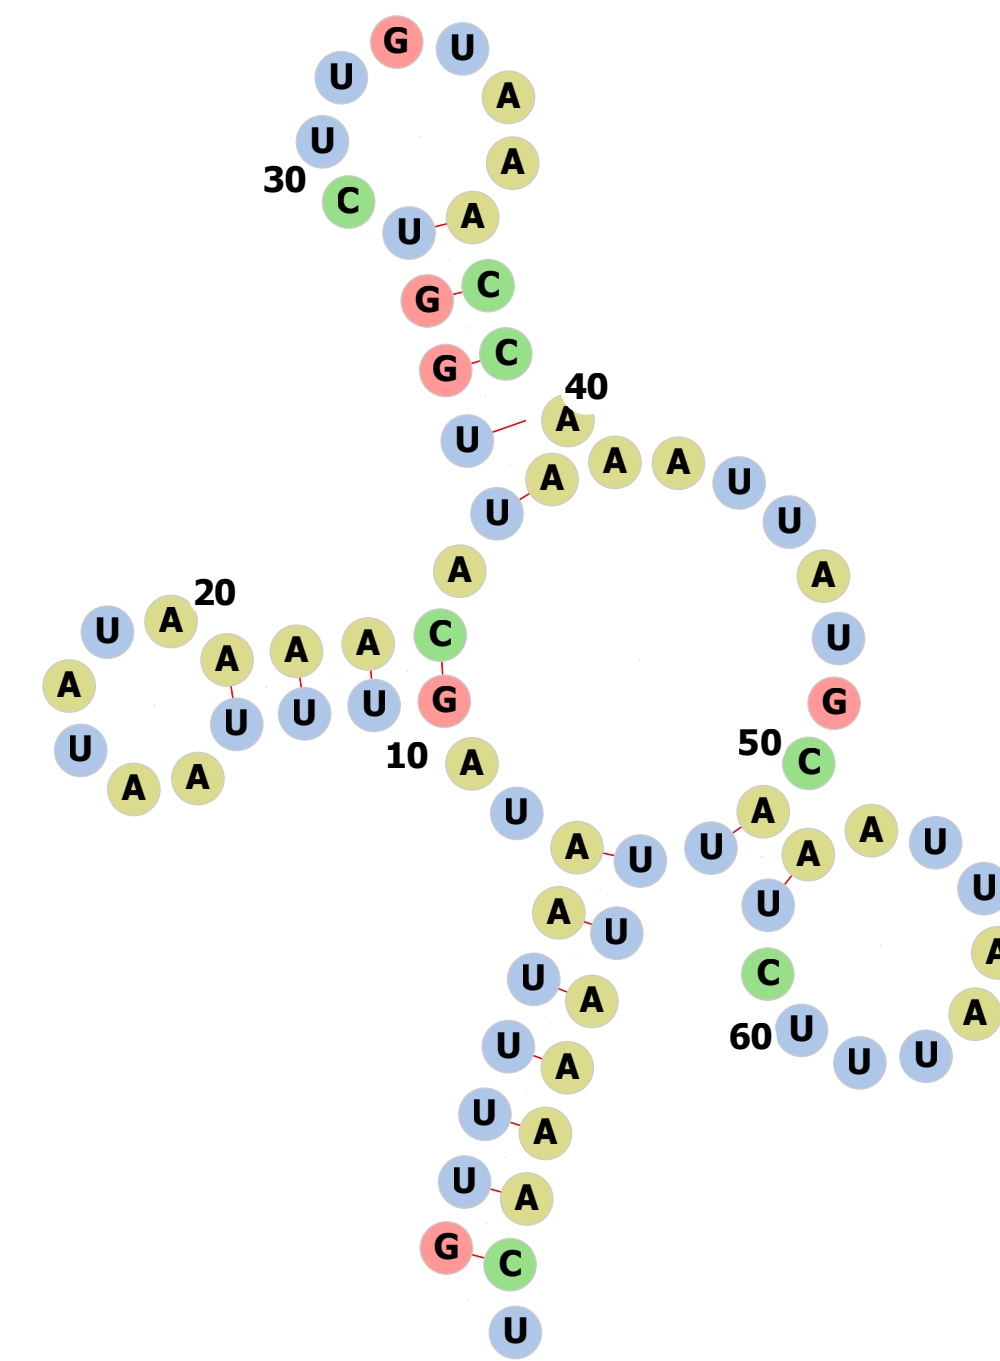 G U
U A
U A
30 C U A
G C
G C
40
U A
A A A U
U U
A A
20
U A A A A C U
A U U U G G
U 10 A 50 C
A A U A
A U U A A U
A U U U
U C A
A 60 U A
U A U U
U A
U A
G C
U